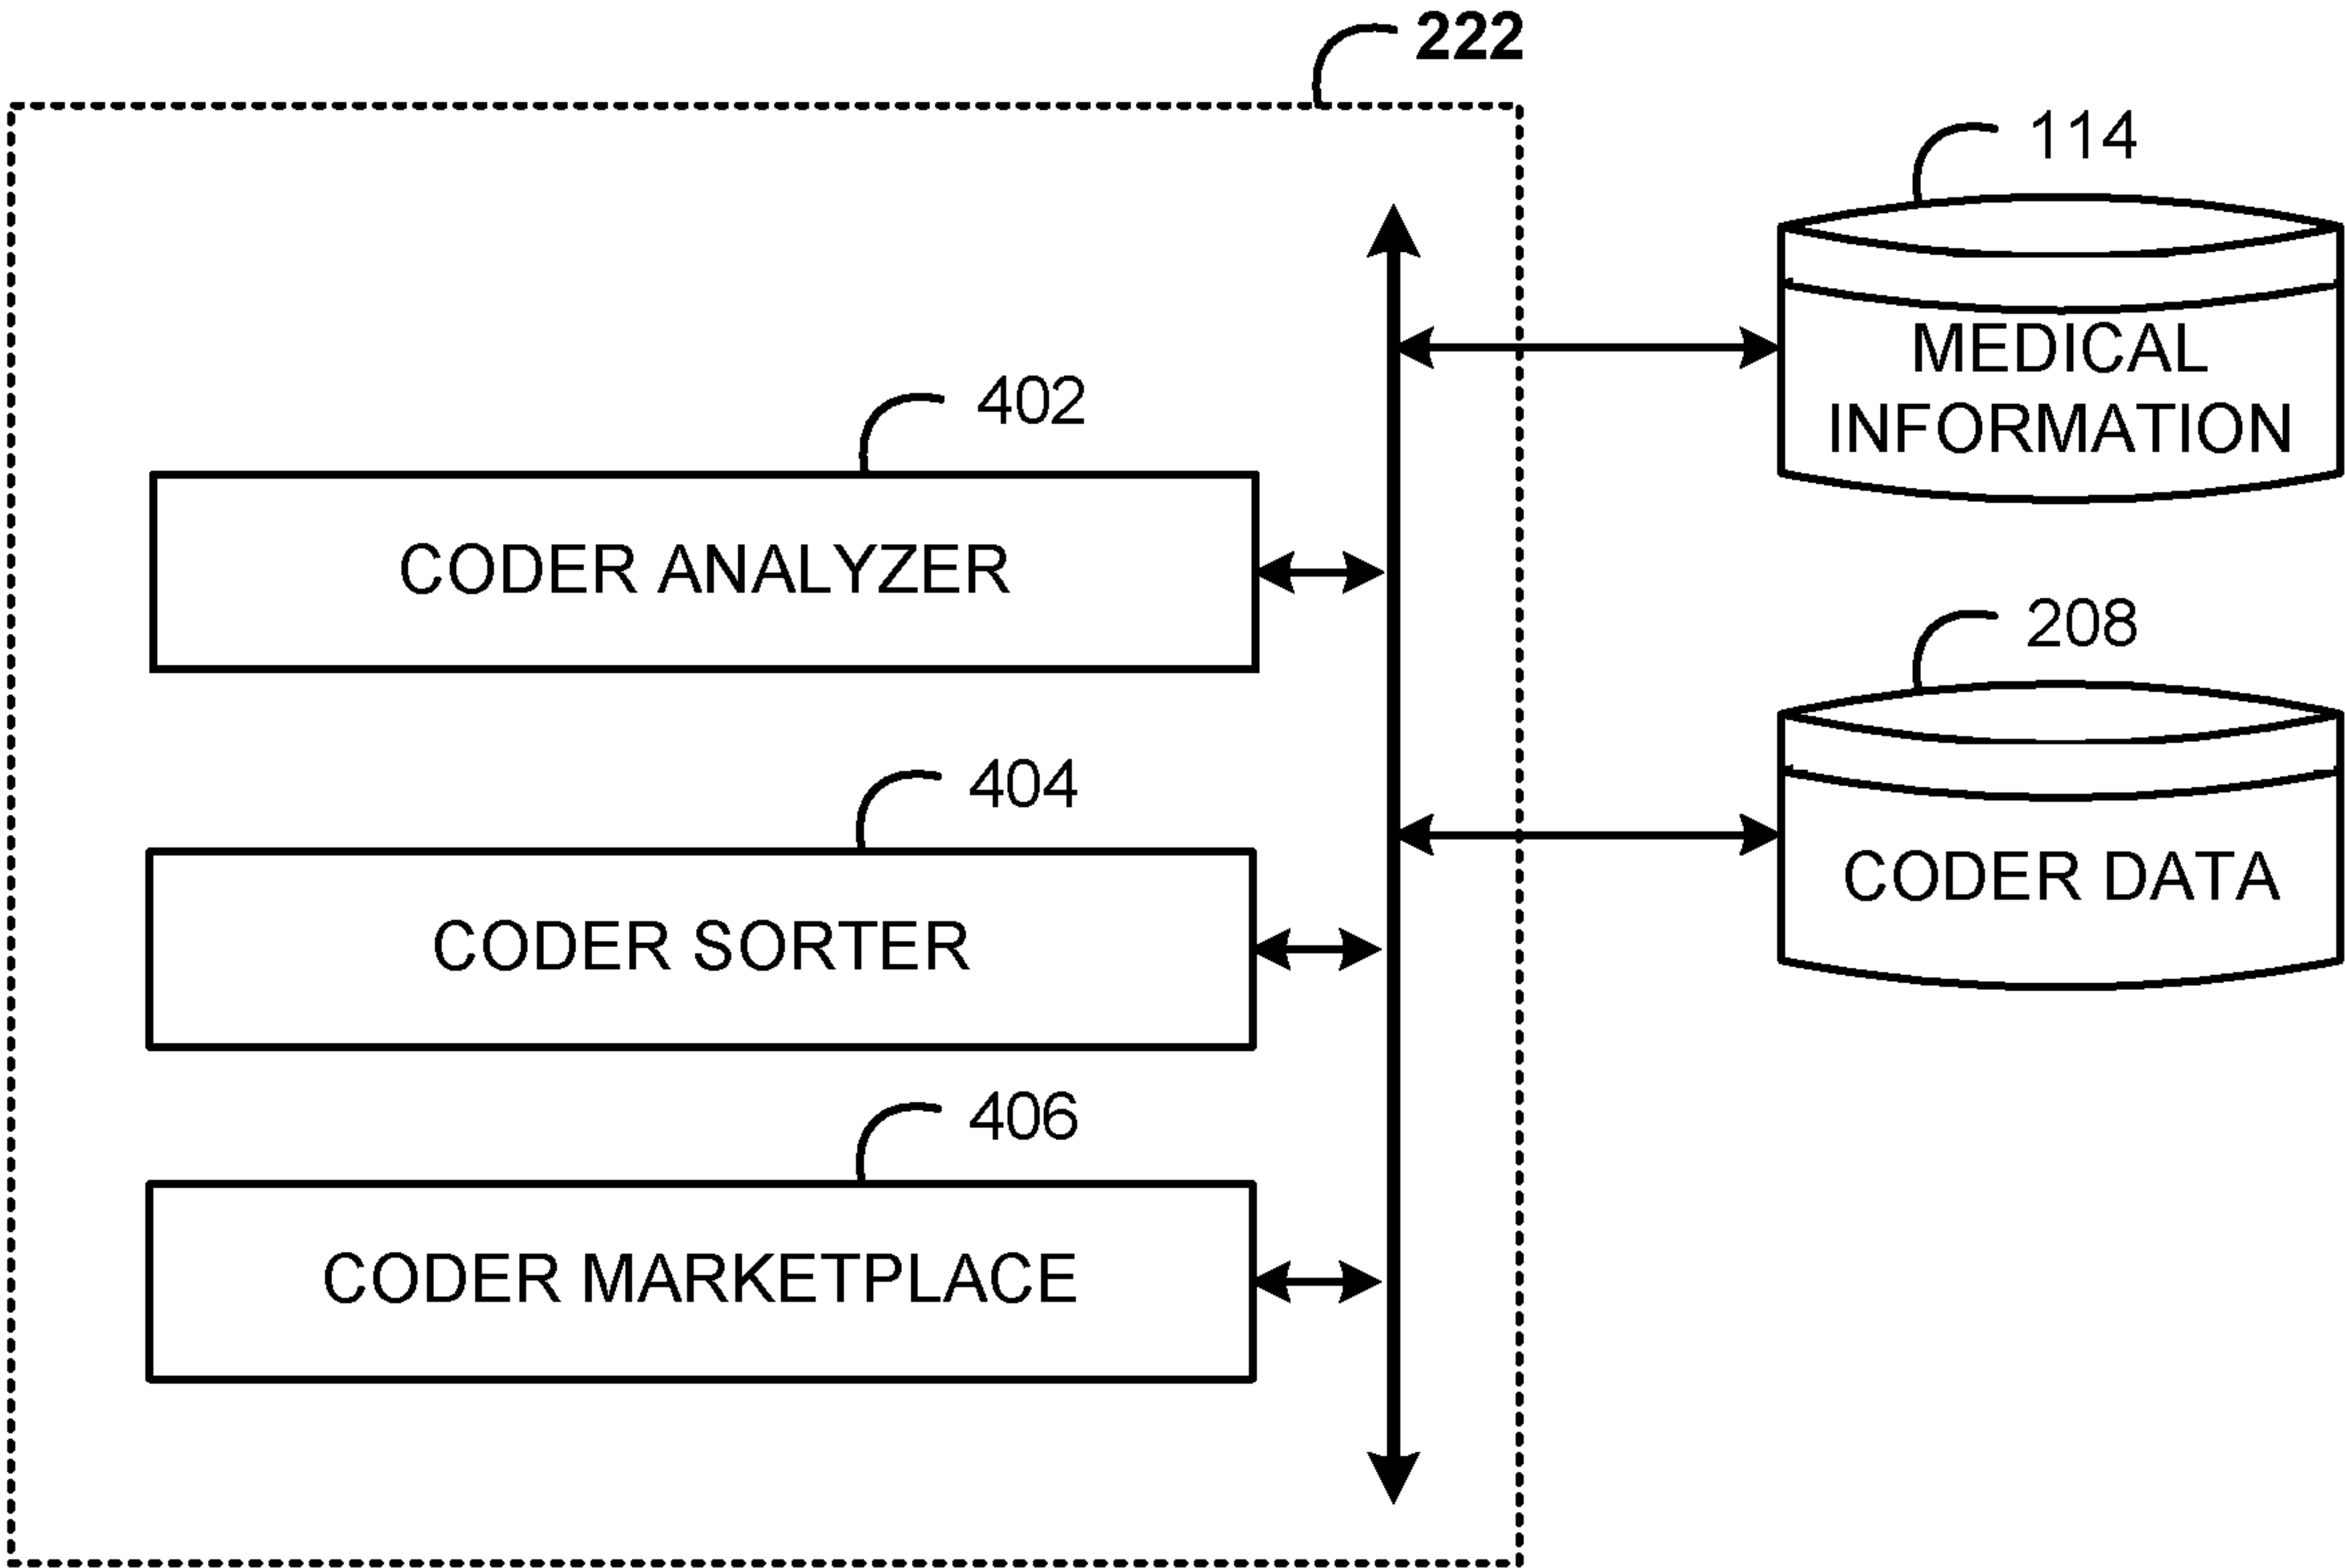 222
114
MEDICAL
INFORMATION
402
CODER ANALYZER
208
CODER DATA
404
CODER SORTER
406
CODER MARKETPLACE